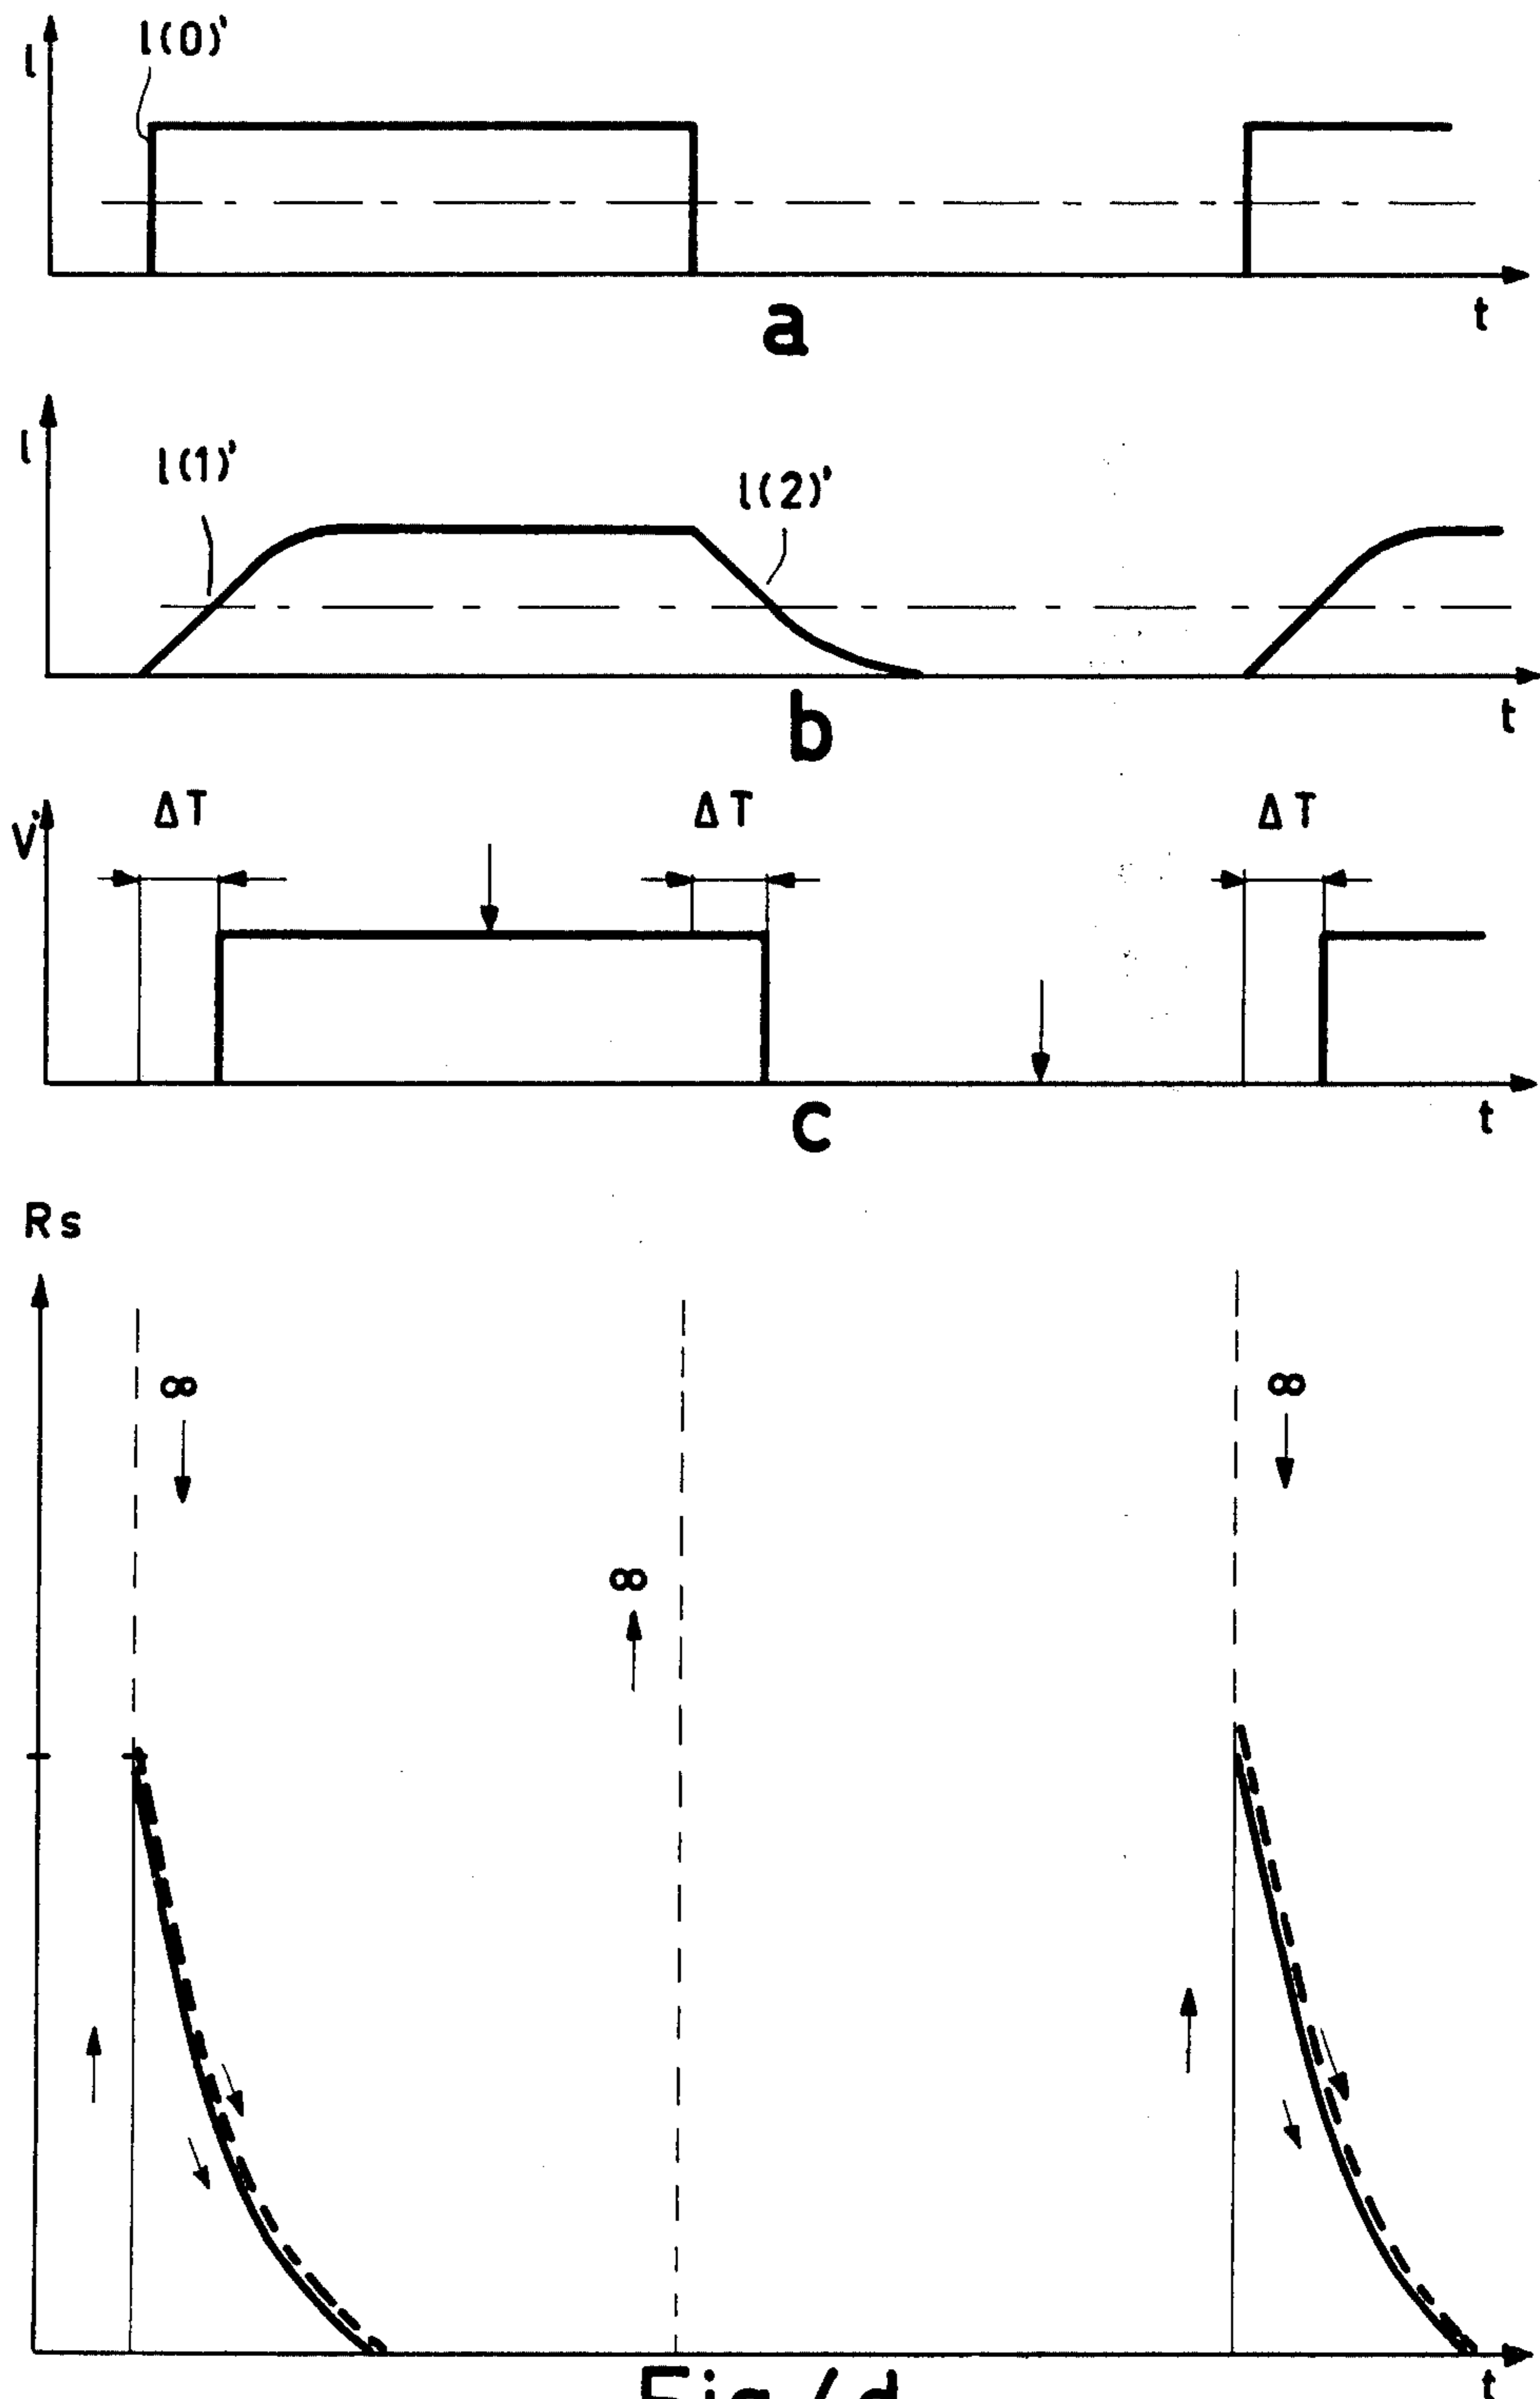 l
l(0)'
t
a
l
l(1)'
l(2)'
t
b
V'
ΔT
ΔT
ΔT
t
c
Rs
∞
∞
∞
t